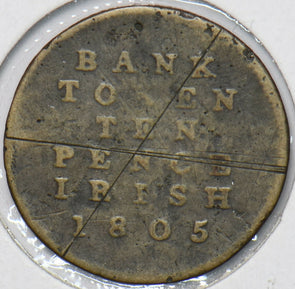 BANK
TOKEN
TEN
PENCE
IRISH
1805